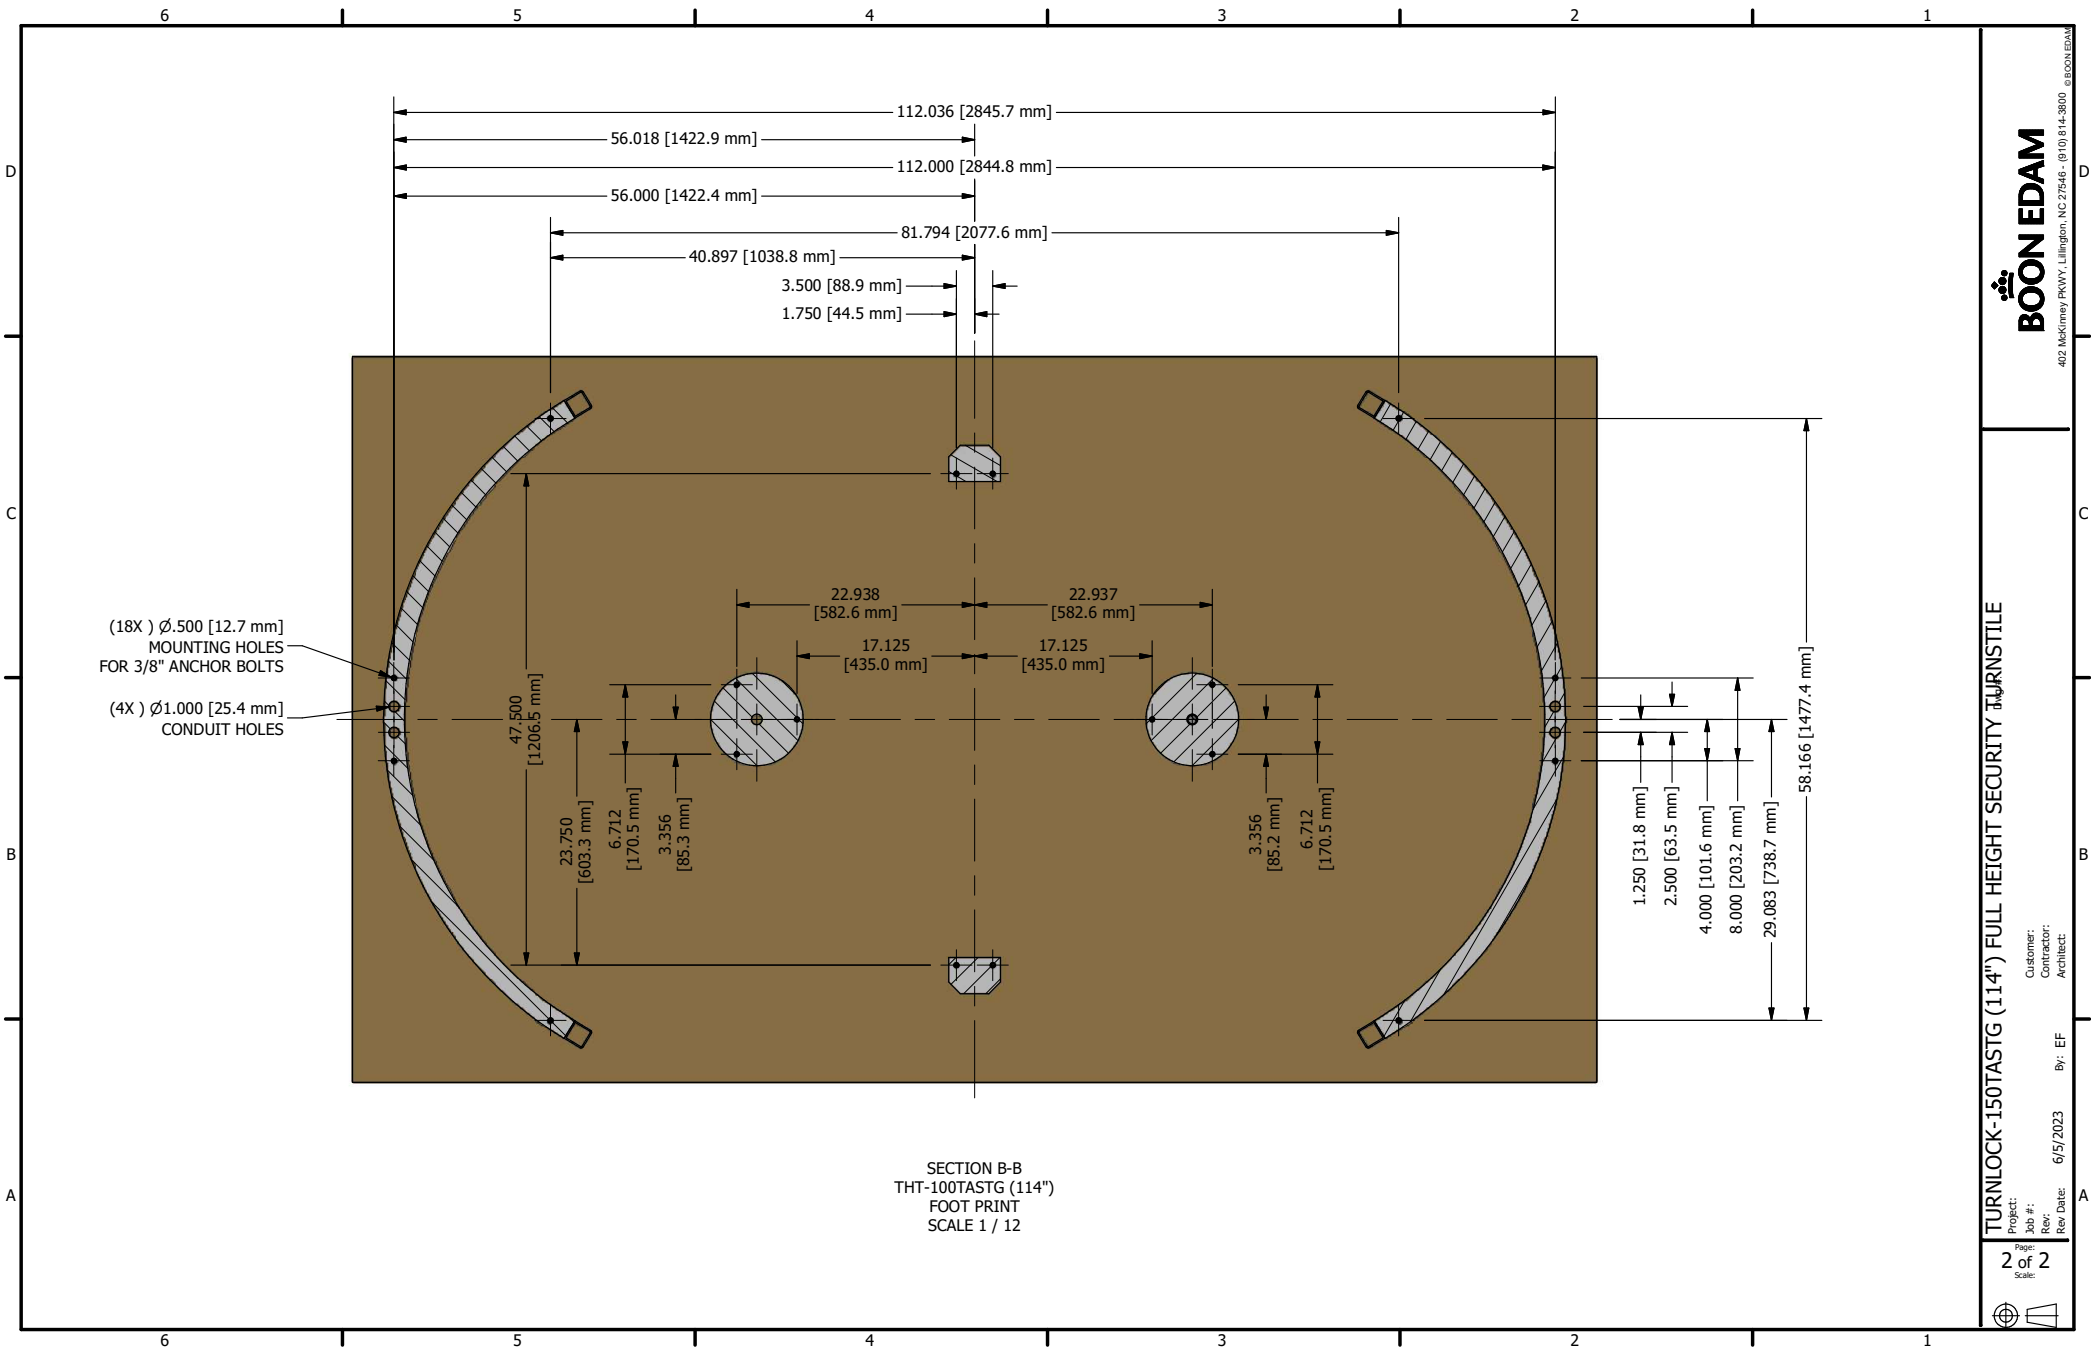 6 5 4 3 2 1
112.036 [2845.7 mm]
56.018 [1422.9 mm]
112.000 [2844.8 mm]
56.000 [1422.4 mm]
81.794 [2077.6 mm]
40.897 [1038.8 mm]
3.500 [88.9 mm]
1.750 [44.5 mm]
D
D
C
C
B
B
A
A
(18X ) Ø.500 [12.7 mm]
MOUNTING HOLES
FOR 3/8" ANCHOR BOLTS
(4X ) Ø1.000 [25.4 mm]
CONDUIT HOLES
22.938
[582.6 mm]
22.937
[582.6 mm]
17.125
[435.0 mm]
17.125
[435.0 mm]
47.500
[1206.5 mm]
23.750
[603.3 mm]
6.712
[170.5 mm]
3.356
[85.3 mm]
3.356
[85.2 mm]
6.712
[170.5 mm]
1.250 [31.8 mm]
2.500 [63.5 mm]
4.000 [101.6 mm]
8.000 [203.2 mm]
29.083 [738.7 mm]
58.166 [1477.4 mm]
SECTION B-B
THT-100TASTG (114")
FOOT PRINT
SCALE 1 / 12
BOON EDAM
402 McKinney PKWY, Lillington, NC 27546 - (910) 814-3800
© BOON EDAM
TURNLOCK-150TASTG (114") FULL HEIGHT SECURITY TURNSTILE
Project:
Job #:
Rev:
Rev Date: 6/5/2023
By: EF
Customer:
Contractor:
Architect:
Page:
2 of 2
Scale:
6 5 4 3 2 1